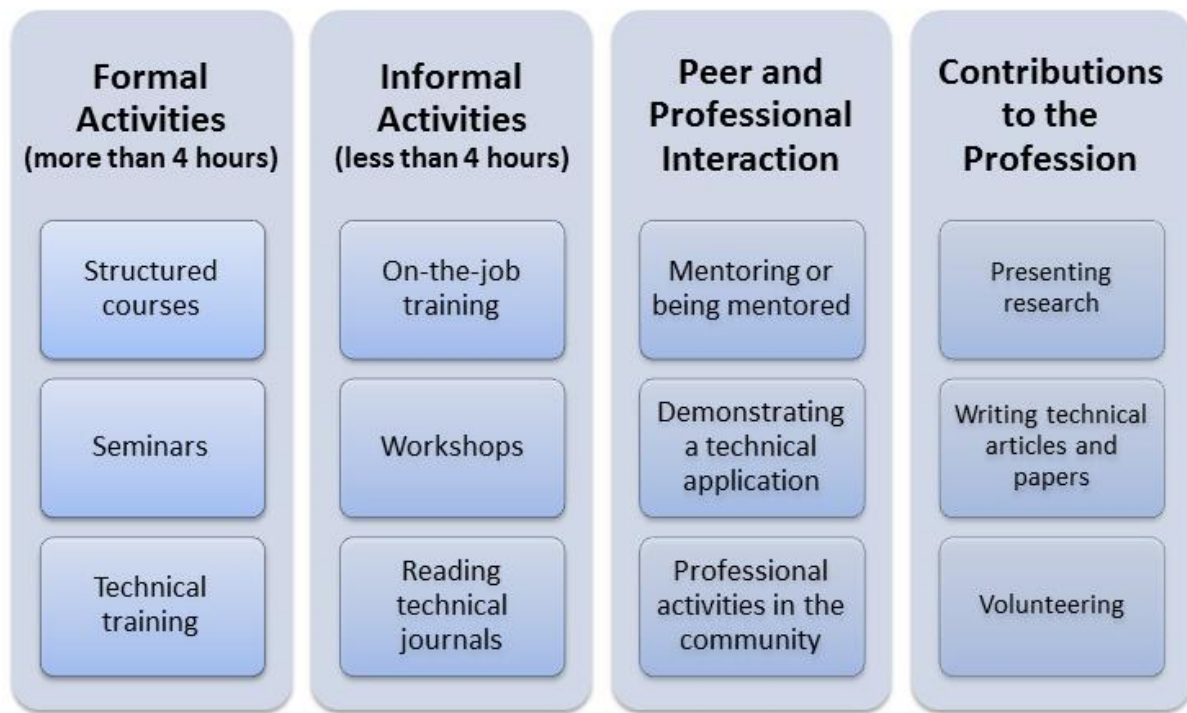 Formal
Activities
(more than 4 hours)
Structured
courses
Seminars
Technical
training
Informal
Activities
(less than 4 hours)
On-the-job
training
Workshops
Reading
technical
journals
Peer and
Professional
Interaction
Mentoring or
being mentored
Demonstrating
a technical
application
Professional
activities in the
community
Contributions
to the
Profession
Presenting
research
Writing technical
articles and
papers
Volunteering